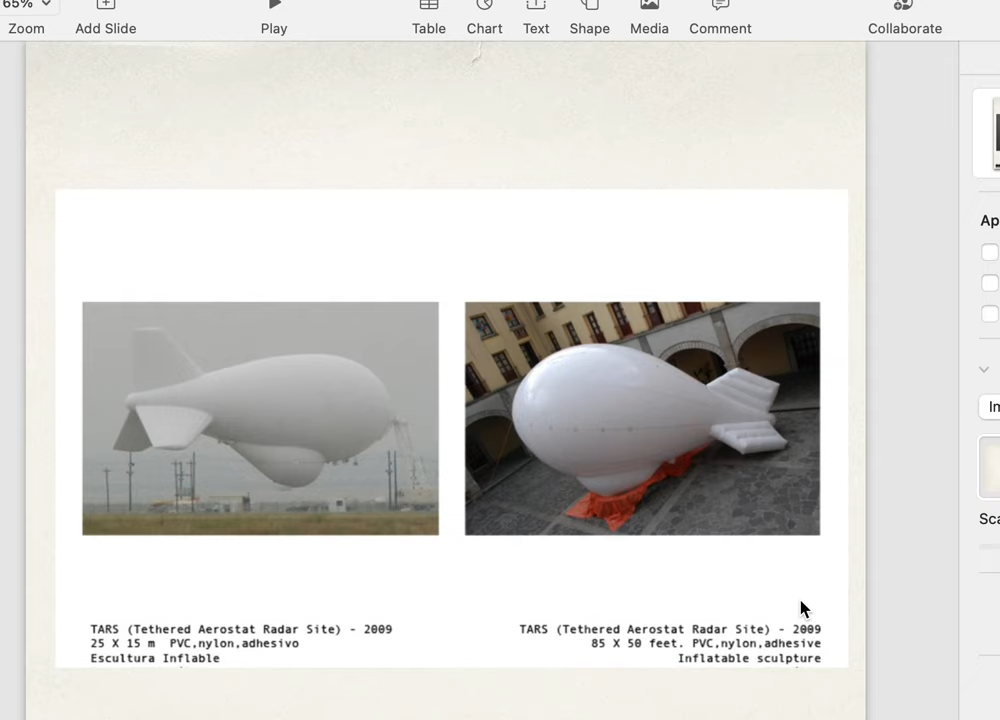 65%
Zoom
Add Slide
Play
Table
Chart
Text
Shape
Media
Comment
Collaborate
TARS (Tethered Aerostat Radar Site) - 2009
25 X 15 m  PVC,nylon,adhesivo
Escultura Inflable
TARS (Tethered Aerostat Radar Site) - 2009
85 X 50 feet. PVC,nylon,adhesive
Inflatable sculpture